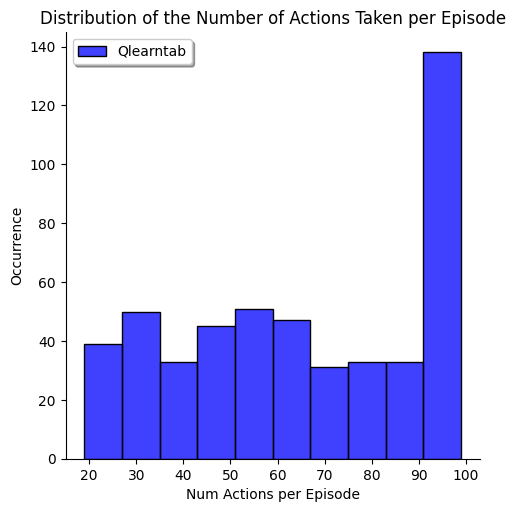 Distribution of the Number of Actions Taken per Episode
Qlearntab
140
120
100
80
60
40
20
0
Occurrence
20 30 40 50 60 70 80 90 100
Num Actions per Episode